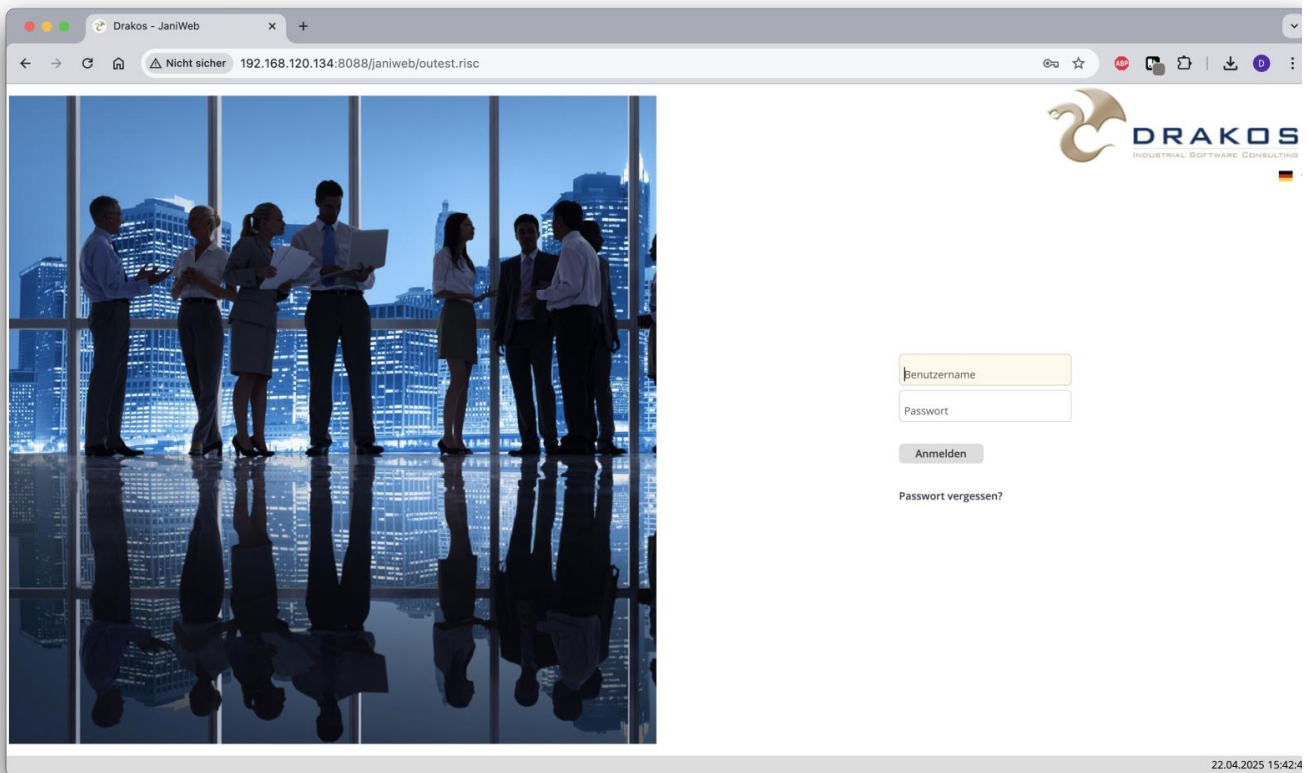 Drakos - JaniWeb
Nicht sicher 192.168.120.134:8088/janiweb/outest.risc
ABP
D
DRAKOS
INDUSTRIAL SOFTWARE CONSULTING
Benutzername
Passwort
Anmelden
Passwort vergessen?
22.04.2025 15:42:4